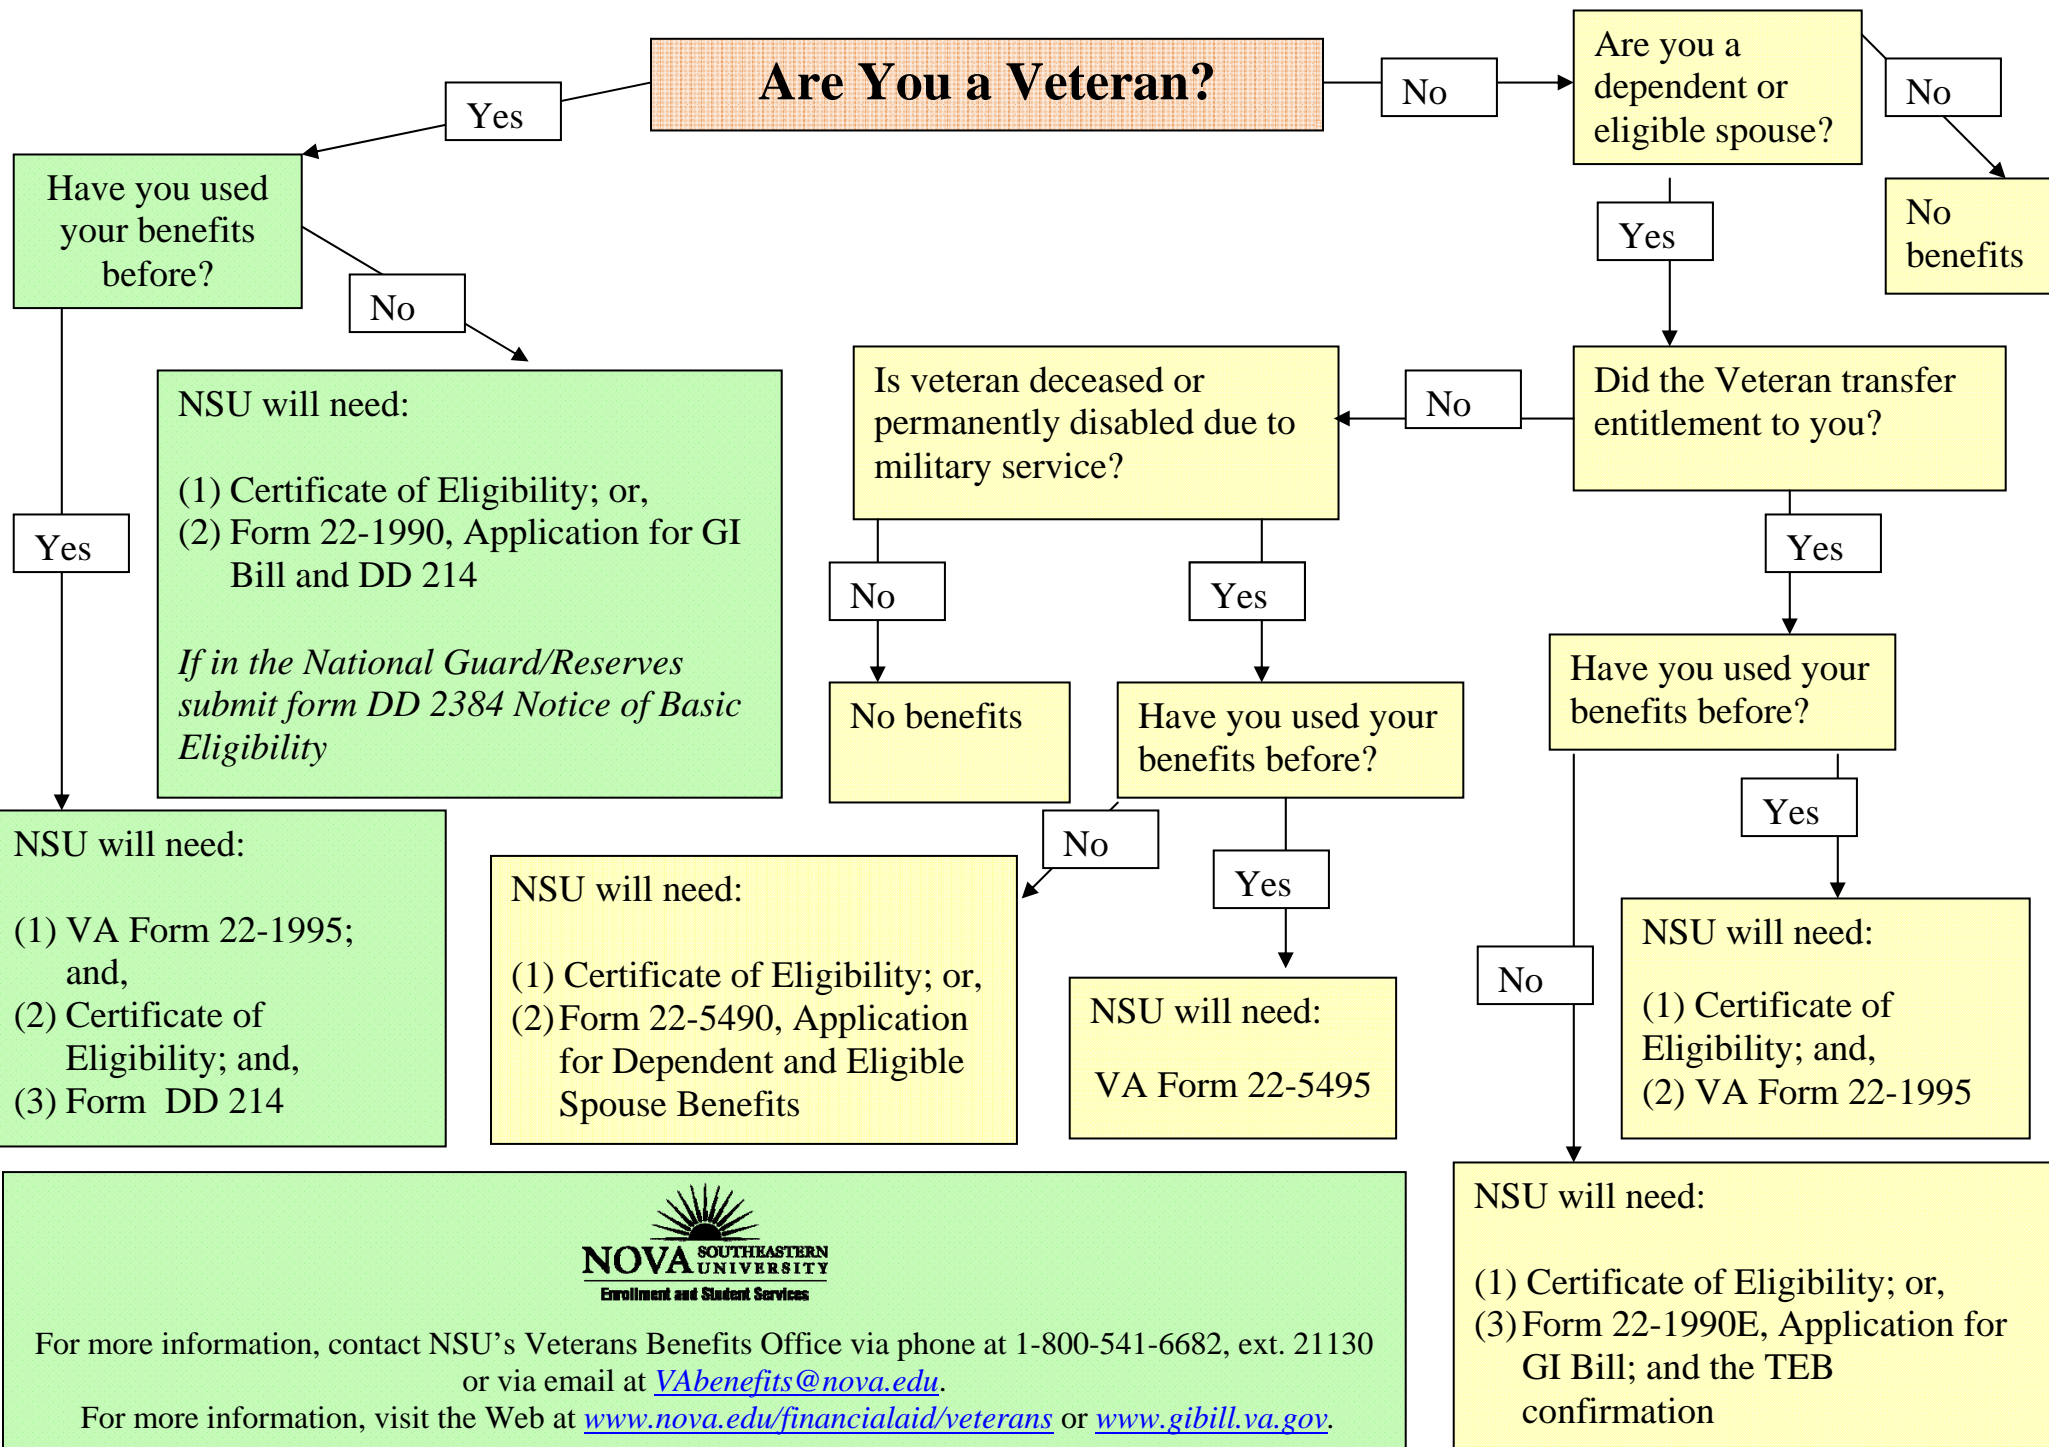 Are You a Veteran?
Yes
No
Are you a
dependent or
eligible spouse?
No
No
benefits
Yes
Have you used
your benefits
before?
No
Yes
NSU will need:
(1) Certificate of Eligibility; or,
(2) Form 22-1990, Application for GI
Bill and DD 214
If in the National Guard/Reserves
submit form DD 2384 Notice of Basic
Eligibility
NSU will need:
(1) VA Form 22-1995;
and,
(2) Certificate of
Eligibility; and,
(3) Form  DD 214
Did the Veteran transfer
entitlement to you?
No
Is veteran deceased or
permanently disabled due to
military service?
No
No benefits
Yes
Have you used your
benefits before?
No
NSU will need:
(1) Certificate of Eligibility; or,
(2) Form 22-5490, Application
for Dependent and Eligible
Spouse Benefits
Yes
NSU will need:
VA Form 22-5495
Yes
Have you used your
benefits before?
Yes
NSU will need:
(1) Certificate of
Eligibility; and,
(2) VA Form 22-1995
No
NSU will need:
(1) Certificate of Eligibility; or,
(3) Form 22-1990E, Application for
GI Bill; and the TEB
confirmation
NOVA SOUTHEASTERN
UNIVERSITY
Enrollment and Student Services
For more information, contact NSU’s Veterans Benefits Office via phone at 1-800-541-6682, ext. 21130
or via email at VAbenefits@nova.edu.
For more information, visit the Web at www.nova.edu/financialaid/veterans or www.gibill.va.gov.